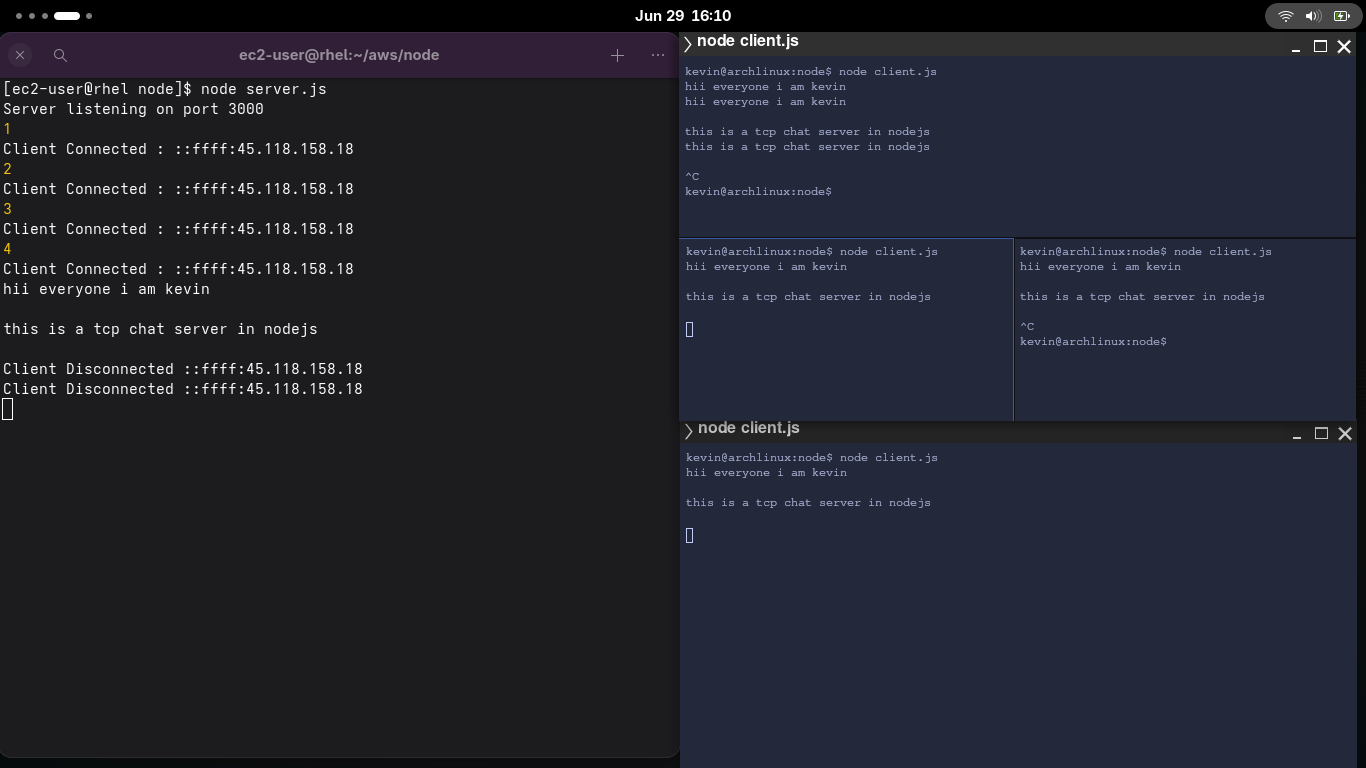 Jun 29 16:10
ec2-user@rhel:~/aws/node
[ec2-user@rhel node]$ node server.js
Server listening on port 3000
1
Client Connected : ::ffff:45.118.158.18
2
Client Connected : ::ffff:45.118.158.18
3
Client Connected : ::ffff:45.118.158.18
4
Client Connected : ::ffff:45.118.158.18
hii everyone i am kevin
this is a tcp chat server in nodejs
Client Disconnected ::ffff:45.118.158.18
Client Disconnected ::ffff:45.118.158.18
node client.js
kevin@archlinux:node$ node client.js
hii everyone i am kevin
hii everyone i am kevin
this is a tcp chat server in nodejs
this is a tcp chat server in nodejs
^C
kevin@archlinux:node$
kevin@archlinux:node$ node client.js
hii everyone i am kevin
this is a tcp chat server in nodejs
kevin@archlinux:node$ node client.js
hii everyone i am kevin
this is a tcp chat server in nodejs
^C
kevin@archlinux:node$
node client.js
kevin@archlinux:node$ node client.js
hii everyone i am kevin
this is a tcp chat server in nodejs